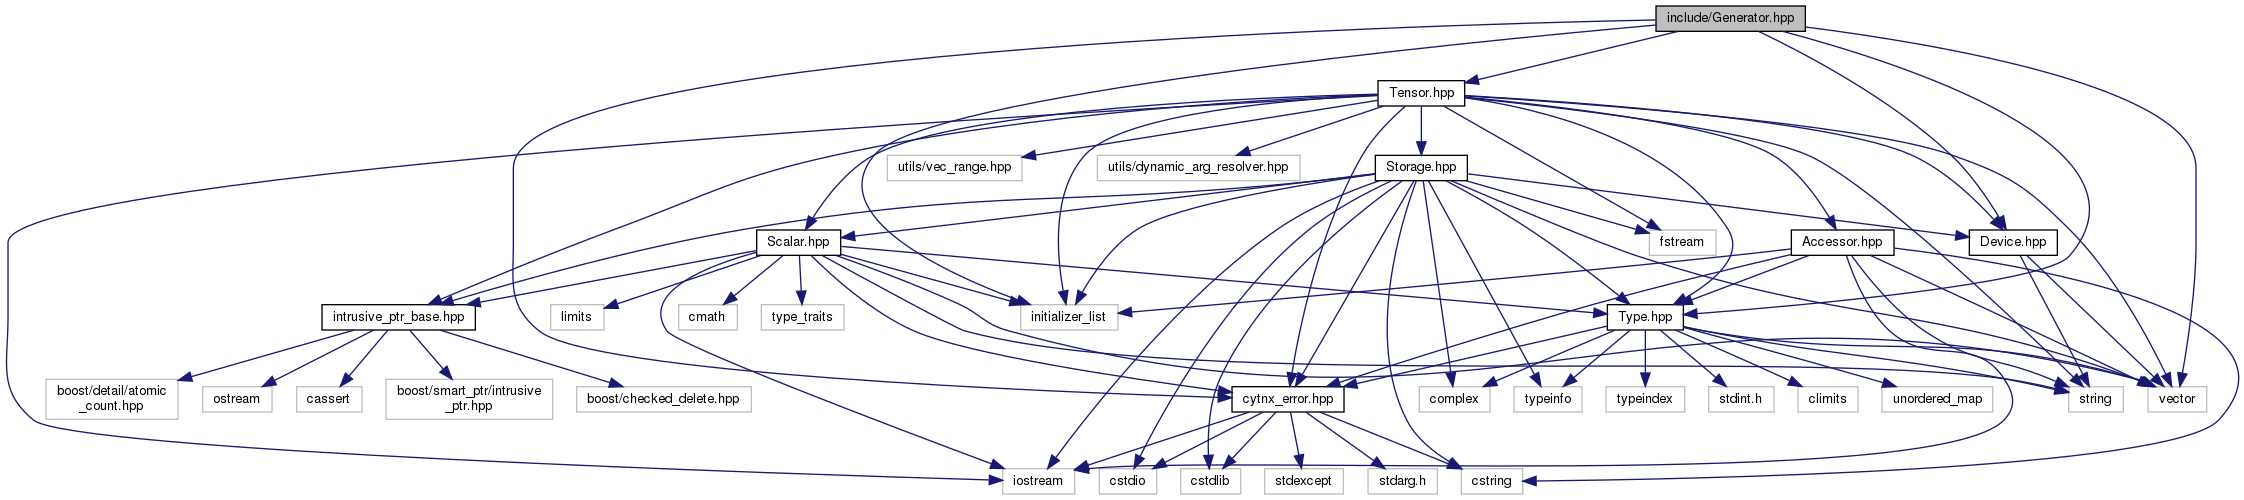 include/Generator.hpp
Tensor.hpp
utils/vec_range.hpp
utils/dynamic_arg_resolver.hpp
Storage.hpp
Scalar.hpp
fstream
Accessor.hpp
Device.hpp
intrusive_ptr_base.hpp
limits
cmath
type_traits
initializer_list
Type.hpp
boost/detail/atomic
_count.hpp
ostream
cassert
boost/smart_ptr/intrusive
_ptr.hpp
boost/checked_delete.hpp
cytnx_error.hpp
complex
typeinfo
typeindex
stdint.h
climits
unordered_map
string
vector
iostream
cstdio
cstdlib
stdexcept
stdarg.h
cstring